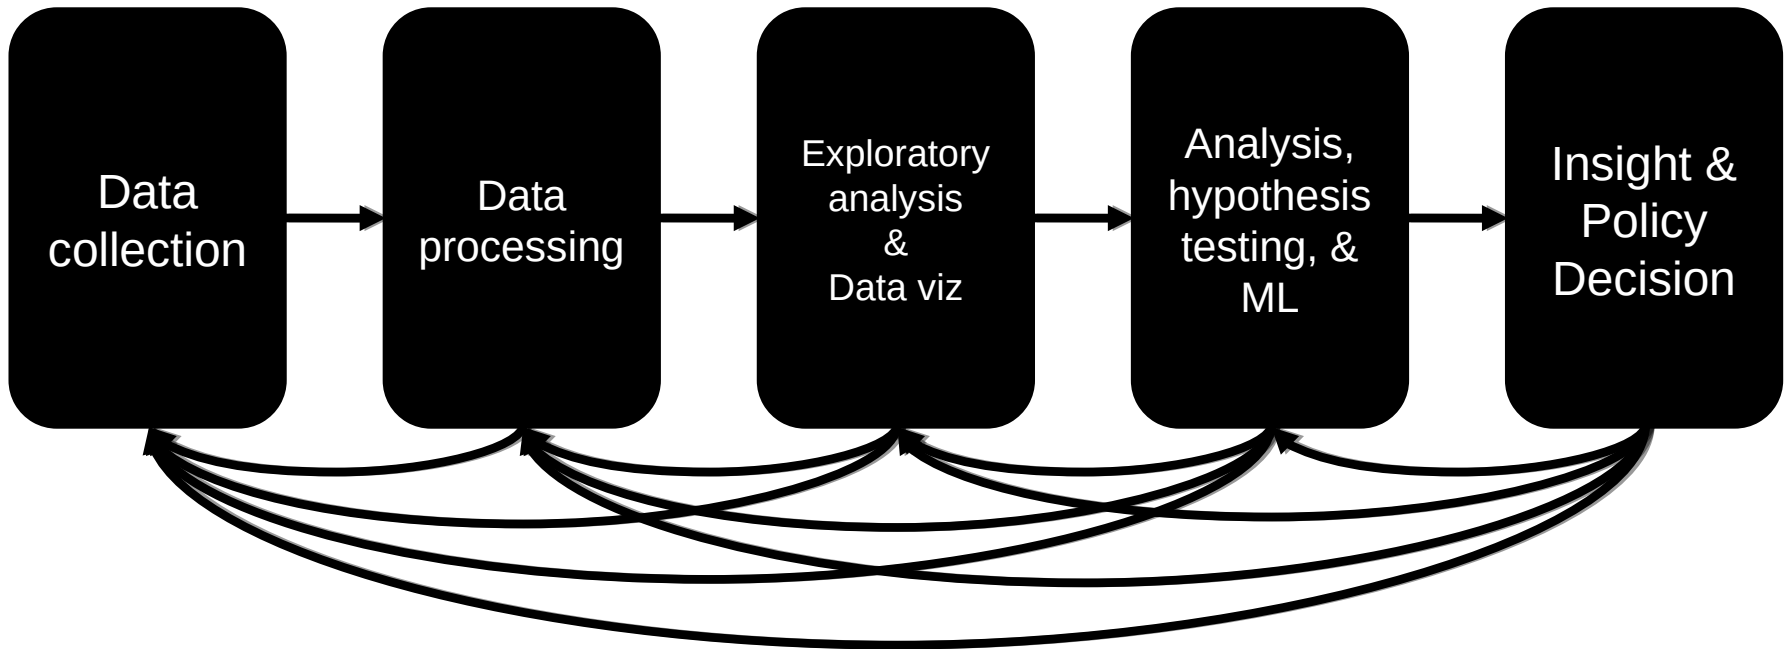 Data
collection
Data
processing
Exploratory
analysis
&
Data viz
Analysis,
hypothesis
testing, &
ML
Insight &
Policy
Decision